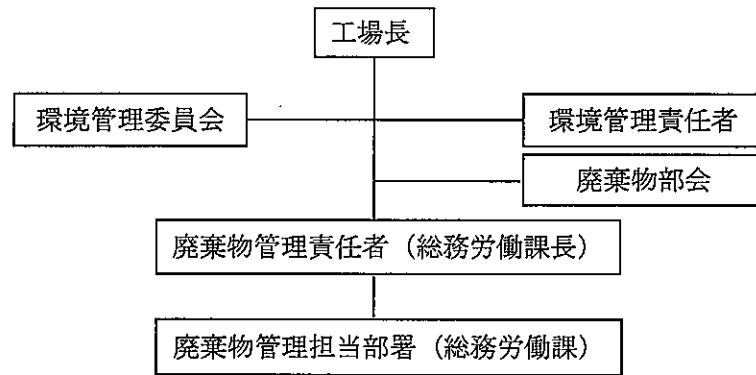 工場長
環境管理委員会
環境管理責任者
廃棄物部会
廃棄物管理責任者（総務労働課長）
廃棄物管理担当部署（総務労働課）